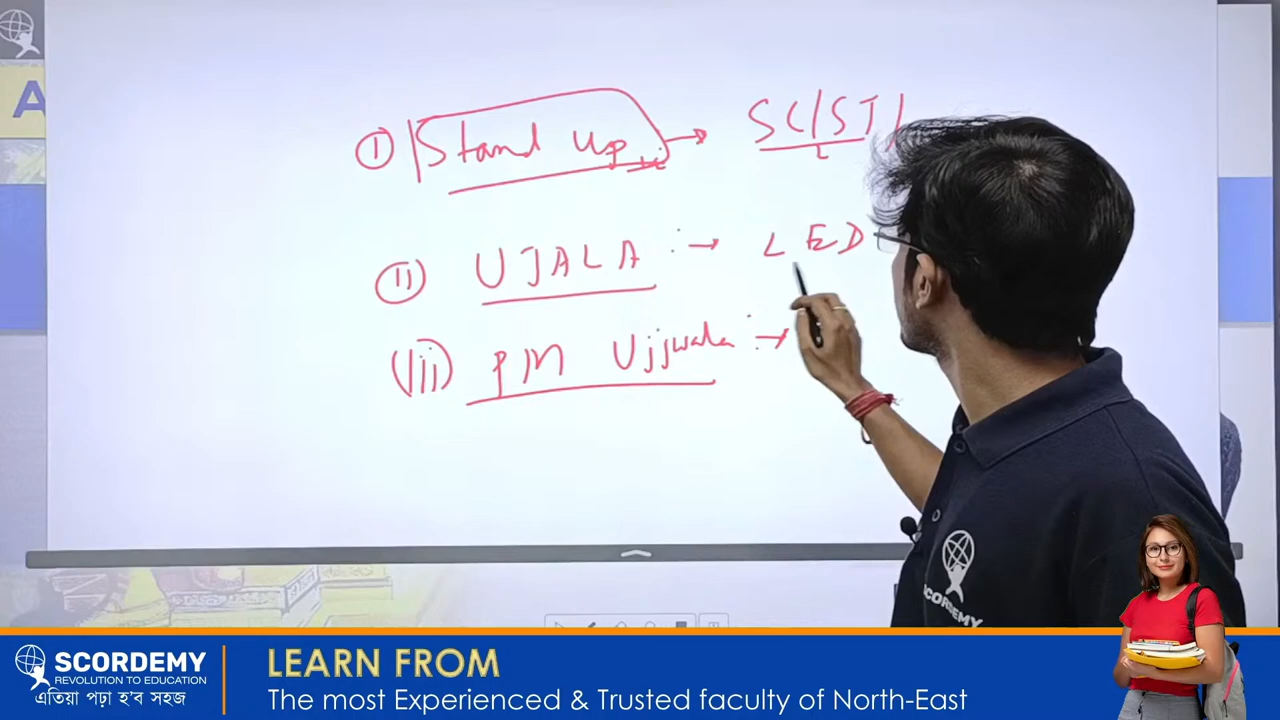 A
① Stand Up → SC/ST/
ⅱ) UJALA :→ LED
(iii) PM Ujjwala :→
SCORDEMY
SCORDEMY
REVOLUTION TO EDUCATION
এতিয়া পঢ়া হ'ব সহজ
LEARN FROM
The most Experienced & Trusted faculty of North-East